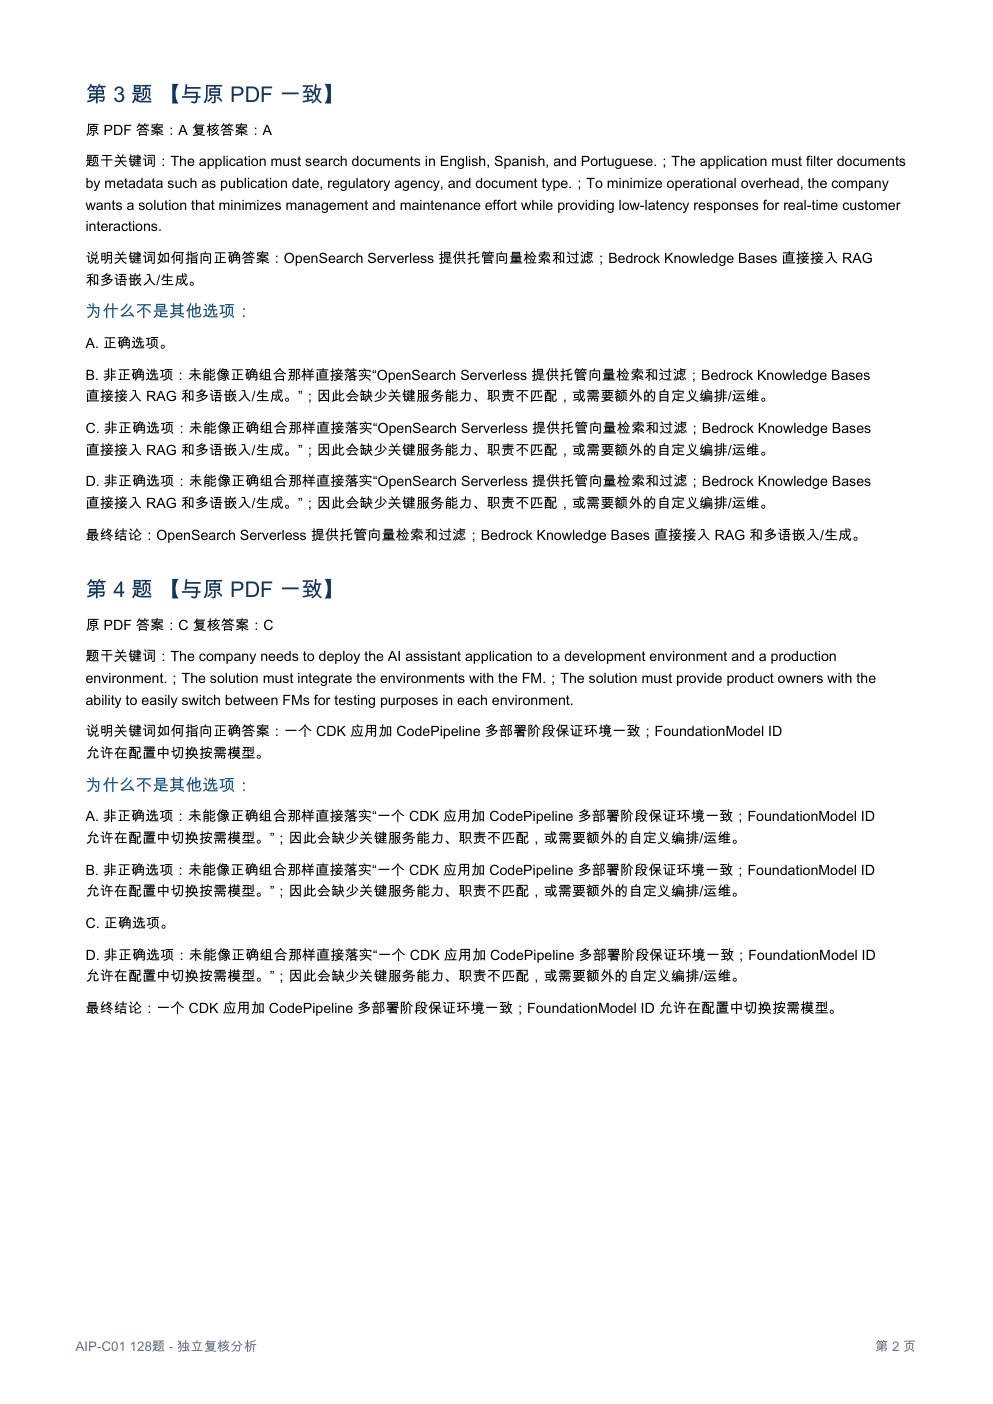 第 3 题 【与原 PDF 一致】
原 PDF 答案：A 复核答案：A
题干关键词：The application must search documents in English, Spanish, and Portuguese.；The application must filter documents
by metadata such as publication date, regulatory agency, and document type.；To minimize operational overhead, the company
wants a solution that minimizes management and maintenance effort while providing low-latency responses for real-time customer
interactions.
说明关键词如何指向正确答案：OpenSearch Serverless 提供托管向量检索和过滤；Bedrock Knowledge Bases 直接接入 RAG
和多语嵌入/生成。
为什么不是其他选项：
A. 正确选项。
B. 非正确选项：未能像正确组合那样直接落实“OpenSearch Serverless 提供托管向量检索和过滤；Bedrock Knowledge Bases
直接接入 RAG 和多语嵌入/生成。”；因此会缺少关键服务能力、职责不匹配，或需要额外的自定义编排/运维。
C. 非正确选项：未能像正确组合那样直接落实“OpenSearch Serverless 提供托管向量检索和过滤；Bedrock Knowledge Bases
直接接入 RAG 和多语嵌入/生成。”；因此会缺少关键服务能力、职责不匹配，或需要额外的自定义编排/运维。
D. 非正确选项：未能像正确组合那样直接落实“OpenSearch Serverless 提供托管向量检索和过滤；Bedrock Knowledge Bases
直接接入 RAG 和多语嵌入/生成。”；因此会缺少关键服务能力、职责不匹配，或需要额外的自定义编排/运维。
最终结论：OpenSearch Serverless 提供托管向量检索和过滤；Bedrock Knowledge Bases 直接接入 RAG 和多语嵌入/生成。
第 4 题 【与原 PDF 一致】
原 PDF 答案：C 复核答案：C
题干关键词：The company needs to deploy the AI assistant application to a development environment and a production
environment.；The solution must integrate the environments with the FM.；The solution must provide product owners with the
ability to easily switch between FMs for testing purposes in each environment.
说明关键词如何指向正确答案：一个 CDK 应用加 CodePipeline 多部署阶段保证环境一致；FoundationModel ID
允许在配置中切换按需模型。
为什么不是其他选项：
A. 非正确选项：未能像正确组合那样直接落实“一个 CDK 应用加 CodePipeline 多部署阶段保证环境一致；FoundationModel ID
允许在配置中切换按需模型。”；因此会缺少关键服务能力、职责不匹配，或需要额外的自定义编排/运维。
B. 非正确选项：未能像正确组合那样直接落实“一个 CDK 应用加 CodePipeline 多部署阶段保证环境一致；FoundationModel ID
允许在配置中切换按需模型。”；因此会缺少关键服务能力、职责不匹配，或需要额外的自定义编排/运维。
C. 正确选项。
D. 非正确选项：未能像正确组合那样直接落实“一个 CDK 应用加 CodePipeline 多部署阶段保证环境一致；FoundationModel ID
允许在配置中切换按需模型。”；因此会缺少关键服务能力、职责不匹配，或需要额外的自定义编排/运维。
最终结论：一个 CDK 应用加 CodePipeline 多部署阶段保证环境一致；FoundationModel ID 允许在配置中切换按需模型。
AIP-C01 128题 - 独立复核分析
第 2 页